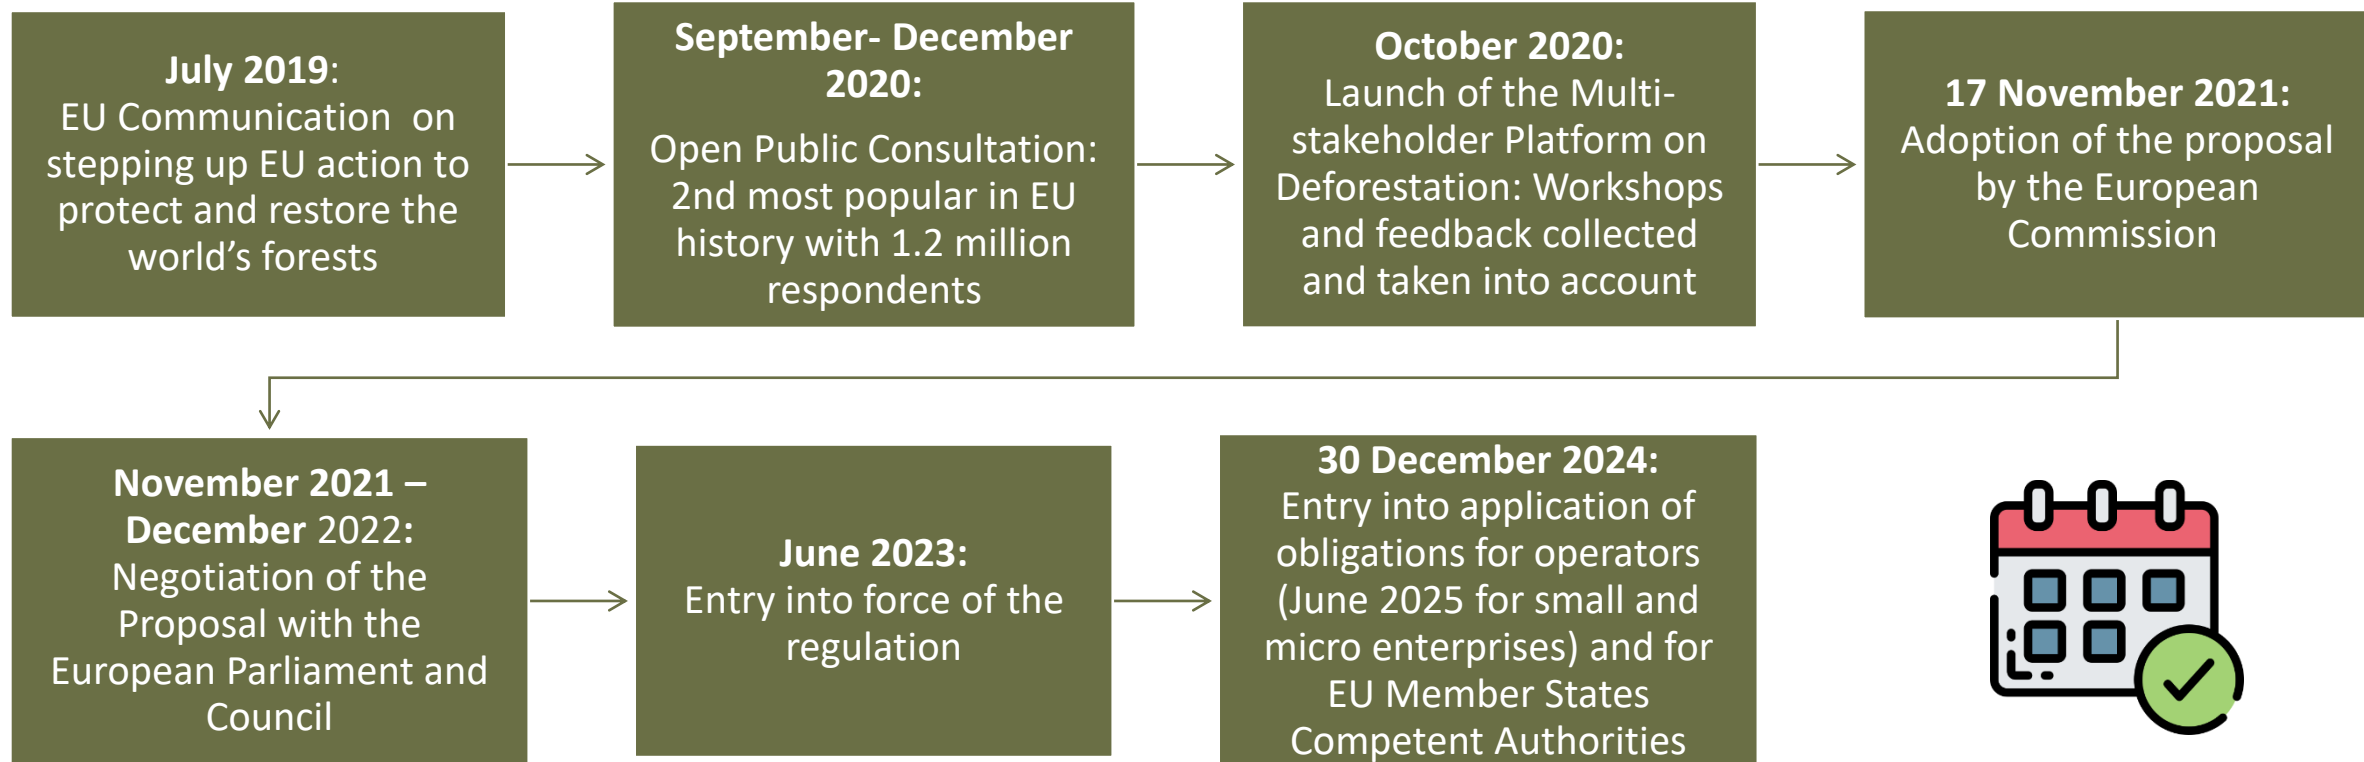 July 2019:
EU Communication  on
stepping up EU action to
protect and restore the
world’s forests
September- December
2020:
Open Public Consultation:
2nd most popular in EU
history with 1.2 million
respondents
October 2020:
Launch of the Multi-
stakeholder Platform on
Deforestation: Workshops
and feedback collected
and taken into account
17 November 2021:
Adoption of the proposal
by the European
Commission
November 2021 –
December 2022:
Negotiation of the
Proposal with the
European Parliament and
Council
June 2023:
Entry into force of the
regulation
30 December 2024:
Entry into application of
obligations for operators
(June 2025 for small and
micro enterprises) and for
EU Member States
Competent Authorities